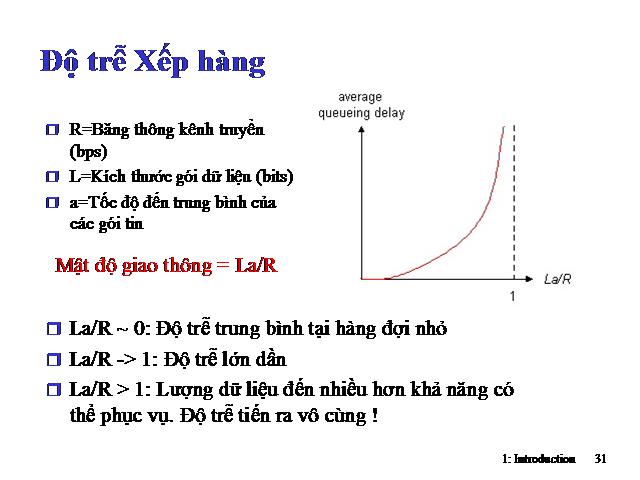 Độ trễ Xếp hàng
R=Băng thông kênh truyền
(bps)
L=Kích thước gói dữ liệu (bits)
a=Tốc độ đến trung bình của
các gói tin
Mật độ giao thông = La/R
average
queueing delay
La/R
1
La/R ~ 0: Độ trễ trung bình tại hàng đợi nhỏ
La/R -> 1: Độ trễ lớn dần
La/R > 1: Lượng dữ liệu đến nhiều hơn khả năng có
thể phục vụ. Độ trễ tiến ra vô cùng !
1: Introduction 31